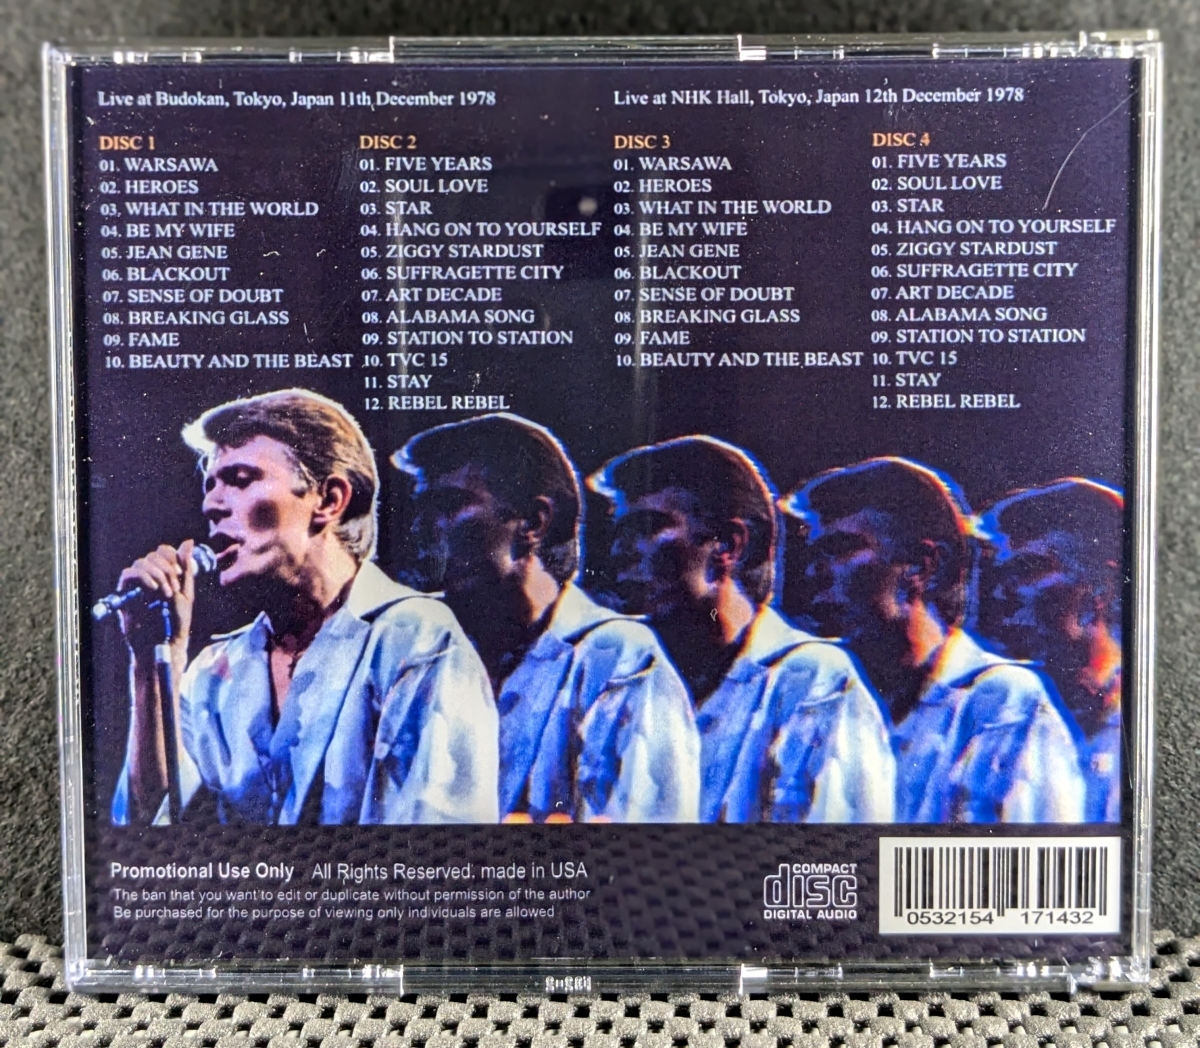 Live at Budokan, Tokyo, Japan 11th December 1978
DISC 1
01. WARSAWA
02. HEROES
03. WHAT IN THE WORLD
04. BE MY WIFE
05. JEAN GENE
06. BLACKOUT
07. SENSE OF DOUBT
08. BREAKING GLASS
09. FAME
10. BEAUTY AND THE BEAST
DISC 2
01. FIVE YEARS
02. SOUL LOVE
03. STAR
04. HANG ON TO YOURSELF
05. ZIGGY STARDUST
06. SUFFRAGETTE CITY
07. ART DECADE
08. ALABAMA SONG
09. STATION TO STATION
10. TVC 15
11. STAY
12. REBEL REBEL
Live at NHK Hall, Tokyo, Japan 12th December 1978
DISC 3
01. WARSAWA
02. HEROES
03. WHAT IN THE WORLD
04. BE MY WIFE
05. JEAN GENE
06. BLACKOUT
07. SENSE OF DOUBT
08. BREAKING GLASS
09. FAME
10. BEAUTY AND THE BEAST
DISC 4
01. FIVE YEARS
02. SOUL LOVE
03. STAR
04. HANG ON TO YOURSELF
05. ZIGGY STARDUST
06. SUFFRAGETTE CITY
07. ART DECADE
08. ALABAMA SONG
09. STATION TO STATION
10. TVC 15
11. STAY
12. REBEL REBEL
Promotional Use Only All Rights Reserved. made in USA
The ban that you want to edit or duplicate without permission of the author
Be purchased for the purpose of viewing only individuals are allowed
COMPACT
disc
DIGITAL AUDIO
0532154 171432